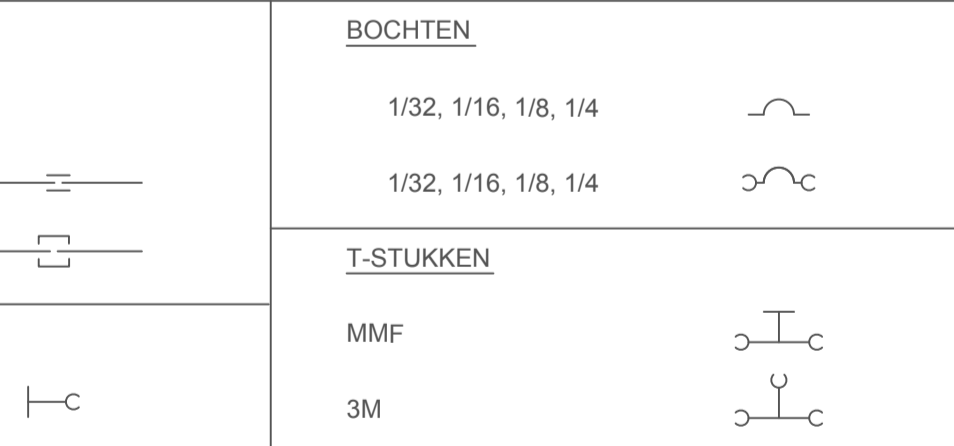 BOCHTEN
1/32, 1/16, 1/8, 1/4
1/32, 1/16, 1/8, 1/4
T-STUKKEN
MMF
3M